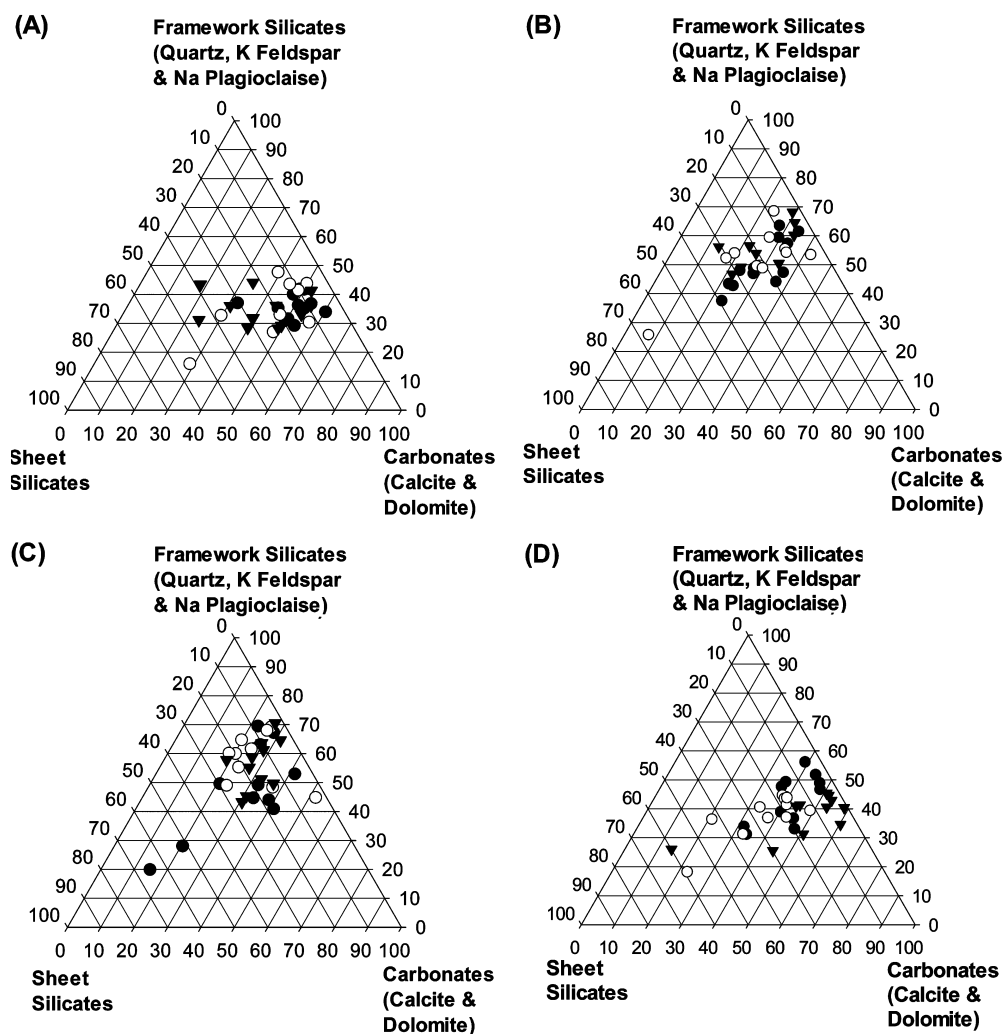 (A)
Framework Silicates
(Quartz, K Feldspar
& Na Plagioclaise)
0
10
20
30
40
50
60
70
80
90
100
100
90
80
70
60
50
40
30
20
10
0
0 10 20 30 40 50 60 70 80 90 100
Sheet
Silicates
Carbonates
(Calcite &
Dolomite)
(B)
Framework Silicates
(Quartz, K Feldspar
& Na Plagioclaise)
0
10
20
30
40
50
60
70
80
90
100
100
90
80
70
60
50
40
30
20
10
0
0 10 20 30 40 50 60 70 80 90 100
Sheet
Silicates
Carbonates
(Calcite &
Dolomite)
(C)
Framework Silicates
(Quartz, K Feldspar
& Na Plagioclaise)
0
10
20
30
40
50
70
80
90
100
100
90
80
70
60
50
40
30
20
10
0
0 10 20 30 40 50 60 70 80 90 100
Sheet
Silicates
Carbonates
(Calcite &
Dolomite)
(D)
Framework Silicates
(Quartz, K Feldspar
& Na Plagioclaise)
0
10
20
30
40
50
60
70
80
90
100
100
90
80
70
60
50
40
30
20
10
0
0 10 20 30 40 50 60 70 80 90 100
Sheet
Silicates
Carbonates
(Calcite &
Dolomite)